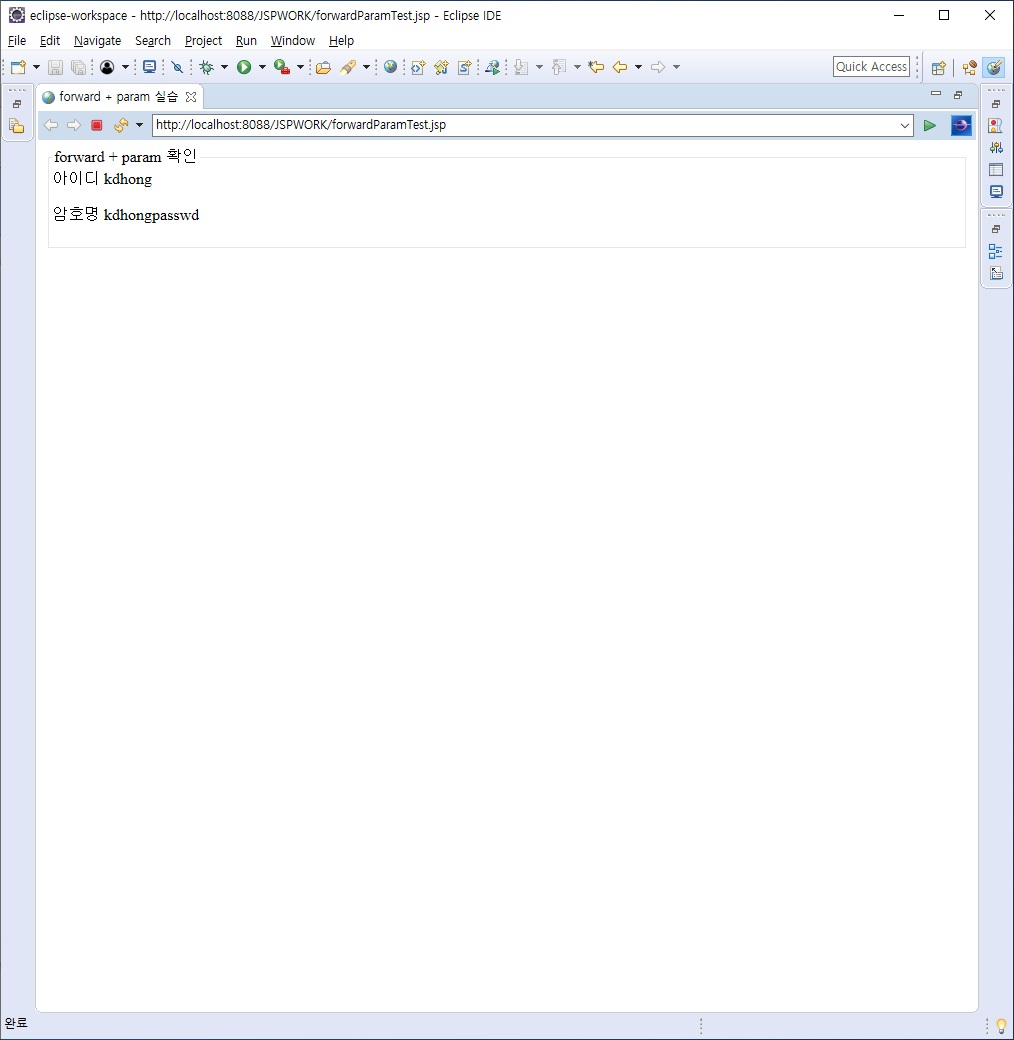 eclipse-workspace - http://localhost:8088/JSPWORK/forwardParamTest.jsp - Eclipse IDE
File Edit Navigate Search Project Run Window Help
Quick Access
forward + param 실습
http://localhost:8088/JSPWORK/forwardParamTest.jsp
forward + param 확인
아이디 kdhong
암호명 kdhongpasswd
완료